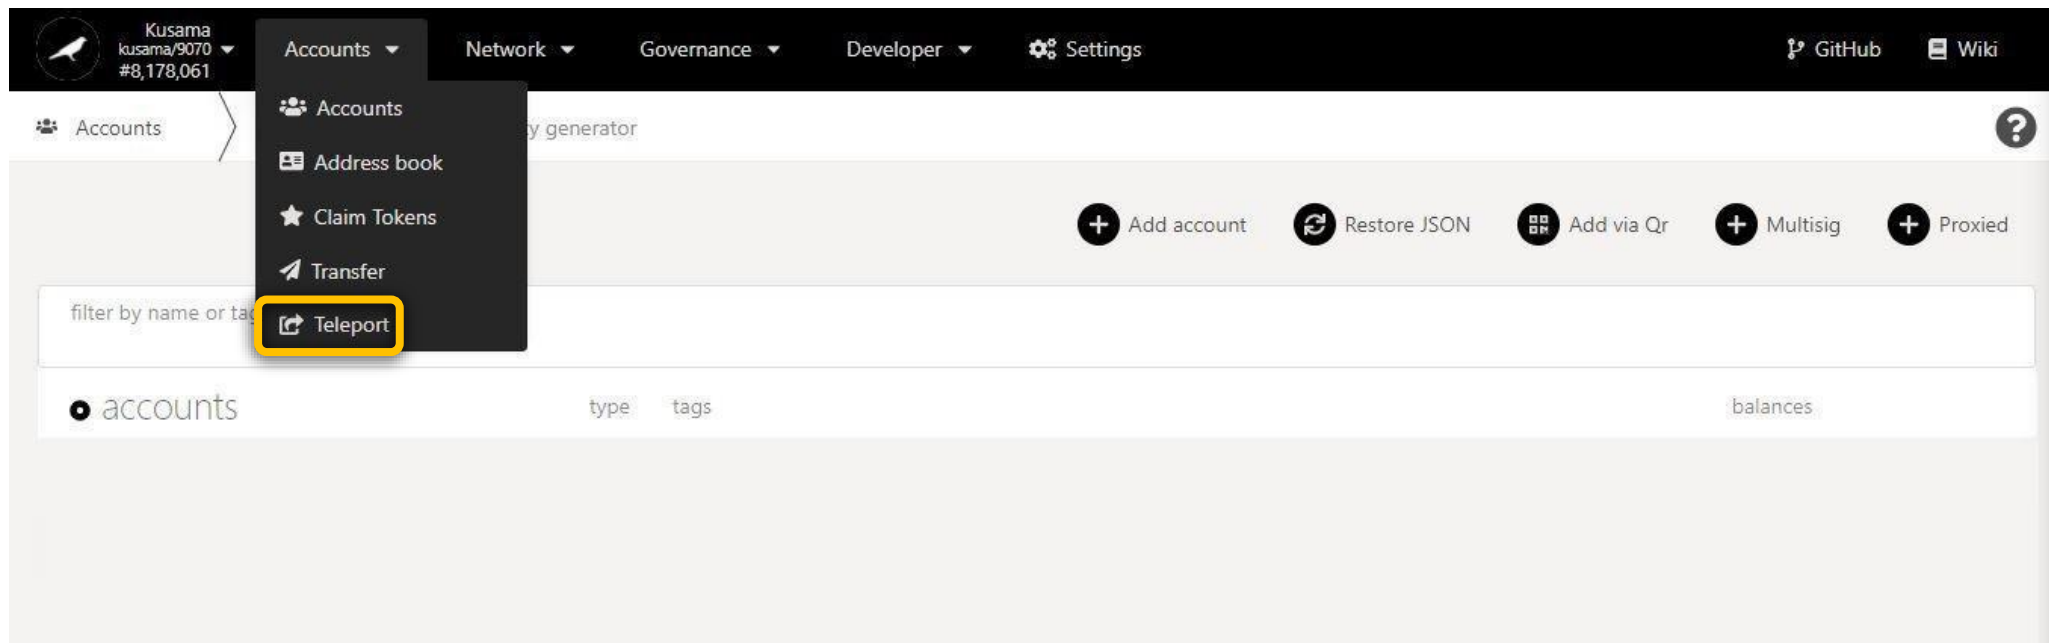 Kusama
kusama/9070
#8,178,061
Accounts
Network
Governance
Developer
Settings
GitHub
Wiki
Accounts
Address book
Claim Tokens
Transfer
Teleport
Accounts
generator
Add account
Restore JSON
Add via Qr
Multisig
Proxied
filter by name or
accounts
type
tags
balances